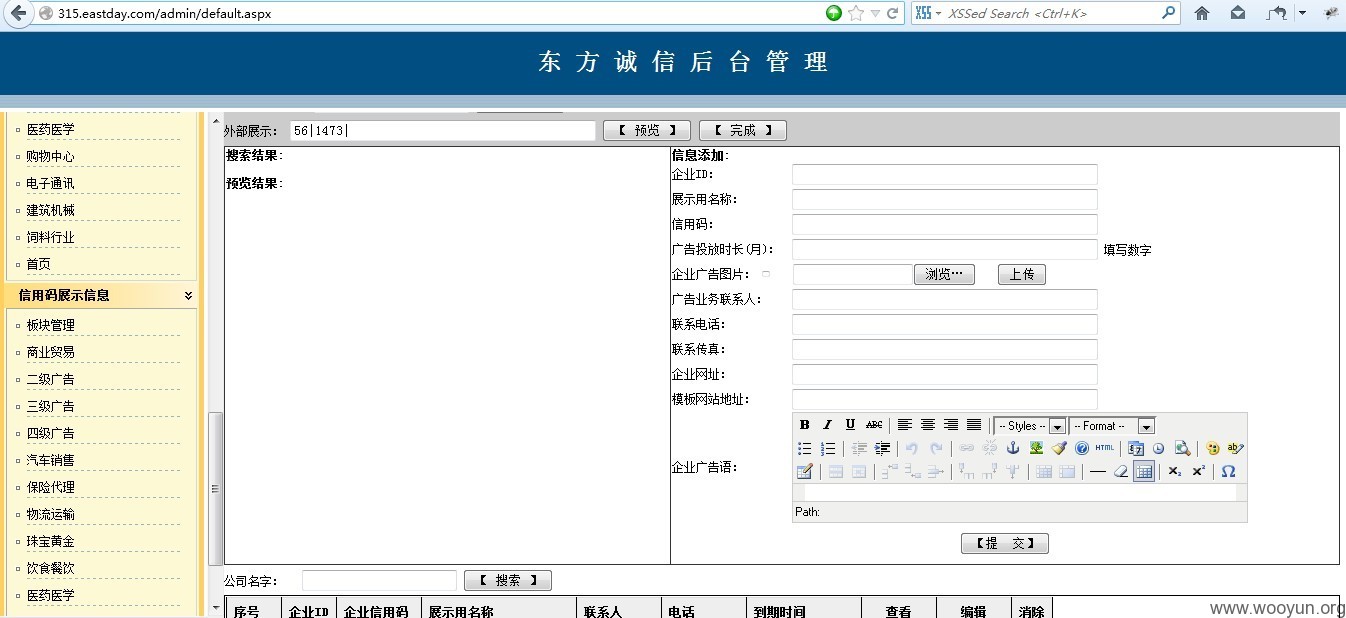 315.eastday.com/admin/default.aspx
XSS
XSSed Search <Ctrl+K>
东方诚信后台管理
医药医学
购物中心
电子通讯
建筑机械
饲料行业
首页
信用码展示信息
板块管理
商业贸易
二级广告
三级广告
四级广告
汽车销售
保险代理
物流运输
珠宝黄金
饮食餐饮
医药医学
外部展示: 56|1473| 【 预览 】 【 完成 】
搜索结果:
预览结果:
信息添加:
企业ID:
展示用名称:
信用码:
广告投放时长(月): 填写数字
企业广告图片: 浏览… 上传
广告业务联系人:
联系电话:
联系传真:
企业网址:
模板网站地址:
企业广告语:
B I U ABC -- Styles -- -- Format --
HTML
Path:
【提 交】
公司名字: 【 搜索 】
序号 企业ID 企业信用码 展示用名称 联系人 电话 到期时间 查看 编辑 消除
www.wooyun.org